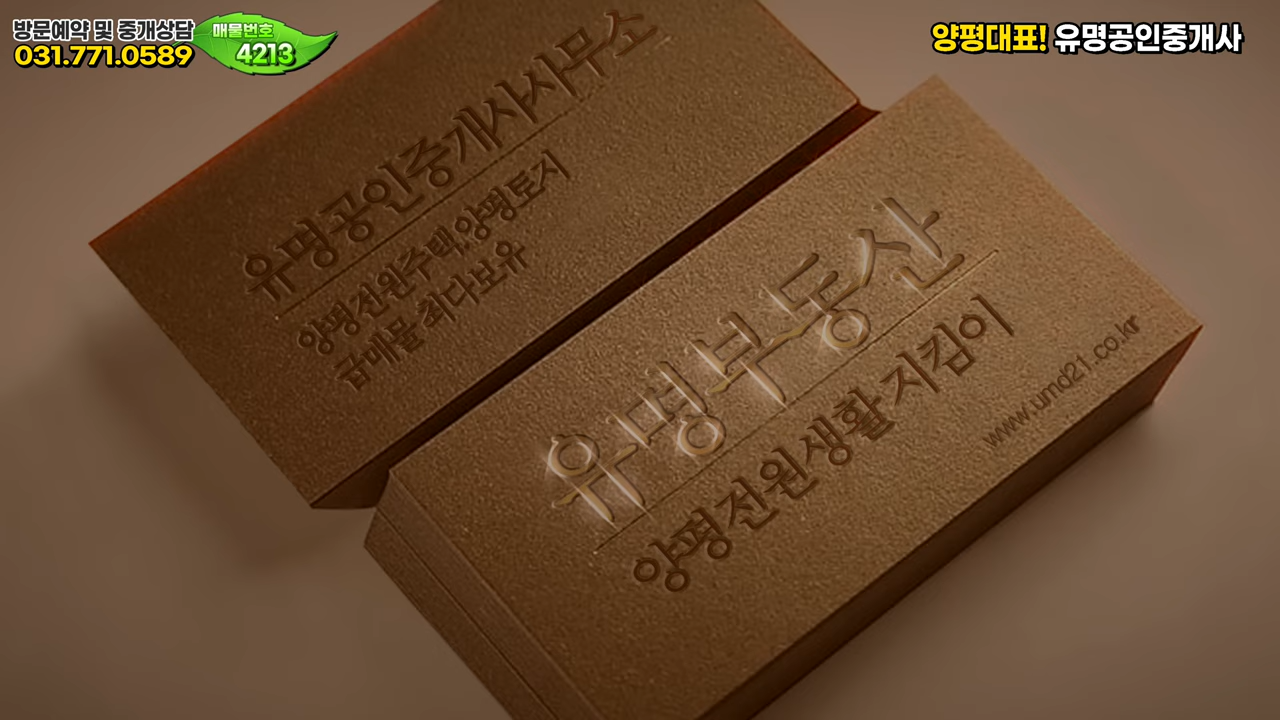 방문예약 및 중개상담
031.771.0589
매물번호
4213
양평대표! 유명공인중개사
유명공인중개사사무소
양평전원주택,양평토지
급매물 최다보유
유명부동산
양평전원생활 지킴이
www.umd21.co.kr